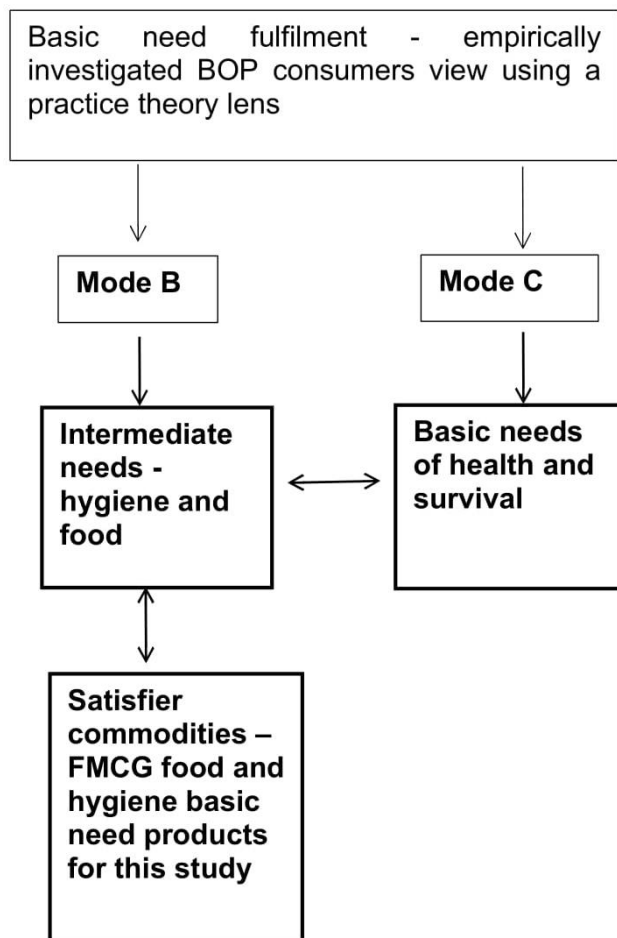 Basic need fulfilment - empirically
investigated BOP consumers view using a
practice theory lens
Mode B
Mode C
Intermediate
needs -
hygiene and
food
Basic needs
of health and
survival
Satisfier
commodities –
FMCG food and
hygiene basic
need products
for this study